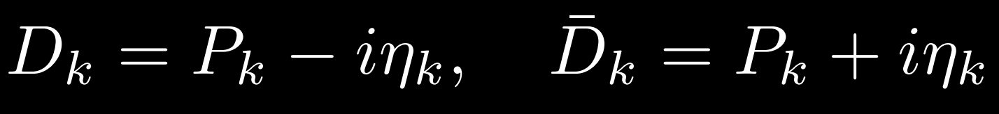 $D_k = P_k - i\eta_k, \quad \bar{D}_k = P_k + i\eta_k$